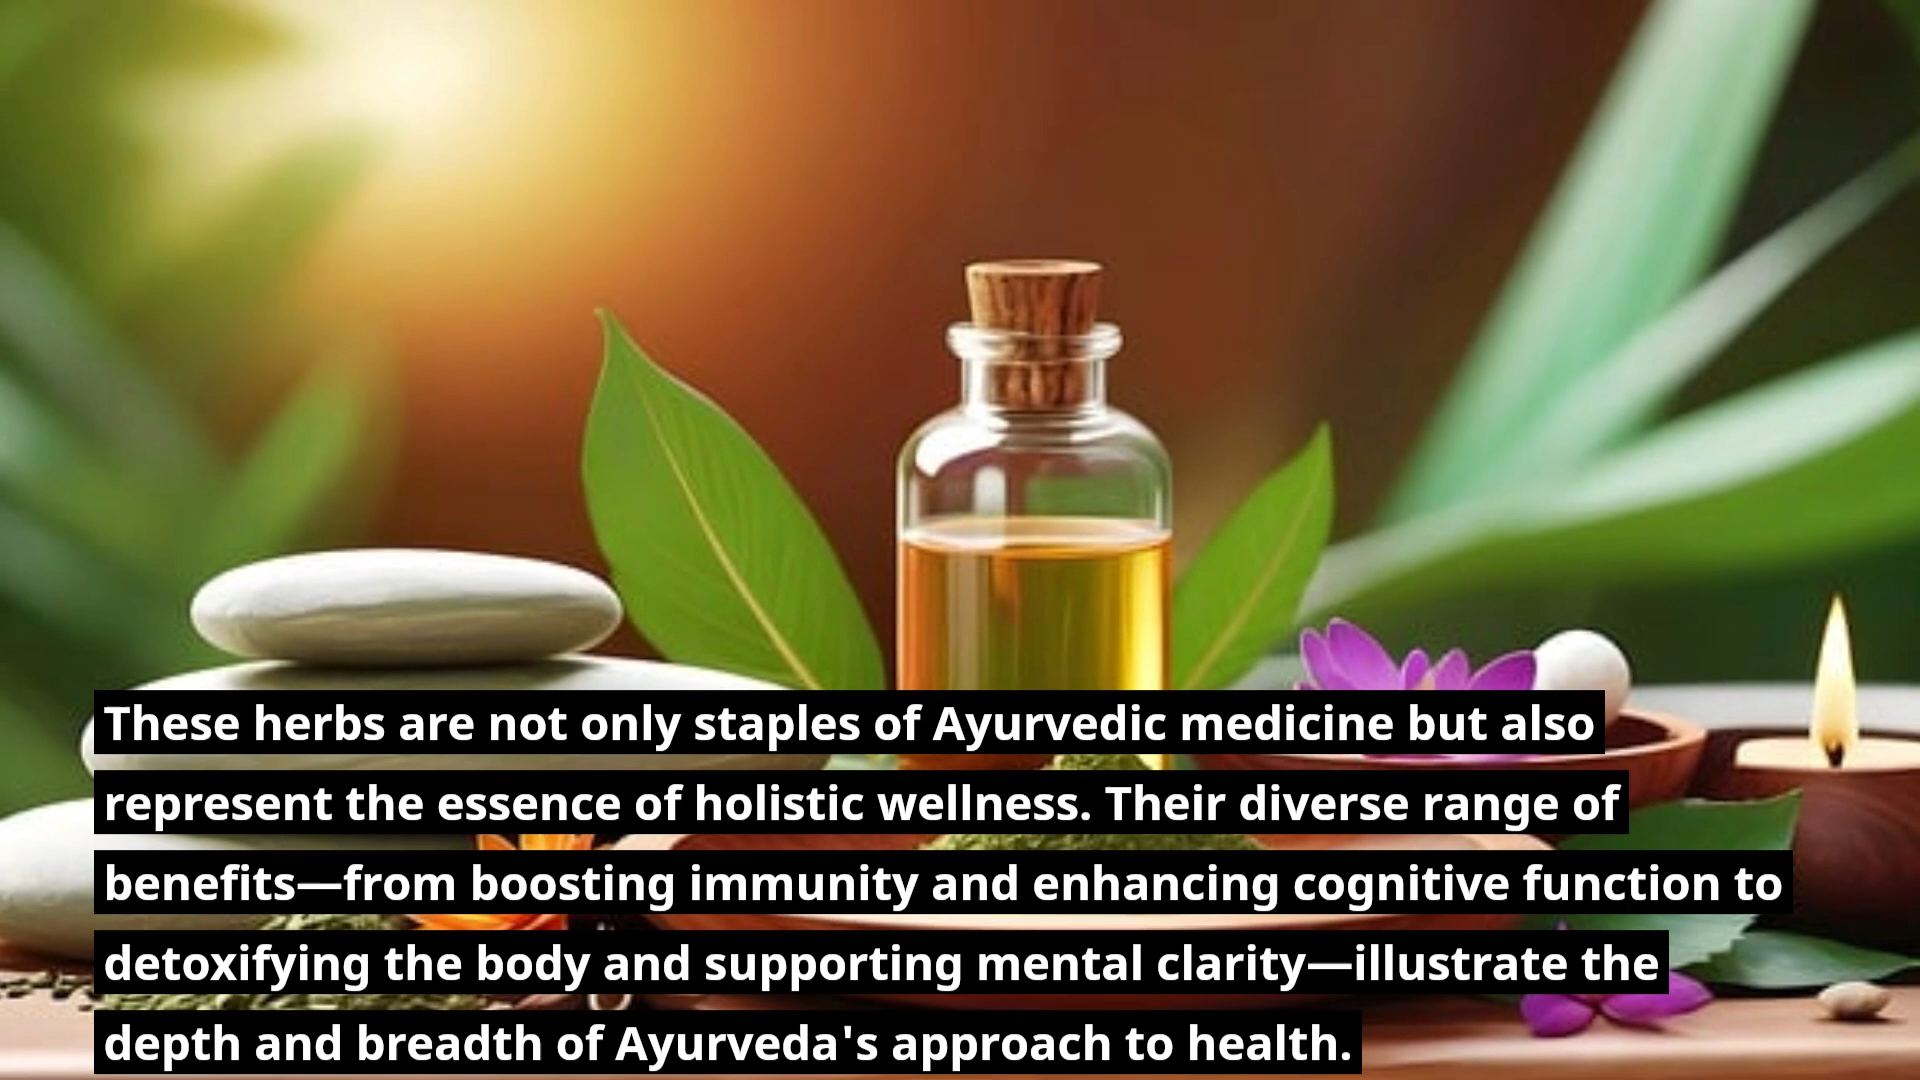 These herbs are not only staples of Ayurvedic medicine but also
represent the essence of holistic wellness. Their diverse range of
benefits—from boosting immunity and enhancing cognitive function to
detoxifying the body and supporting mental clarity—illustrate the
depth and breadth of Ayurveda's approach to health.